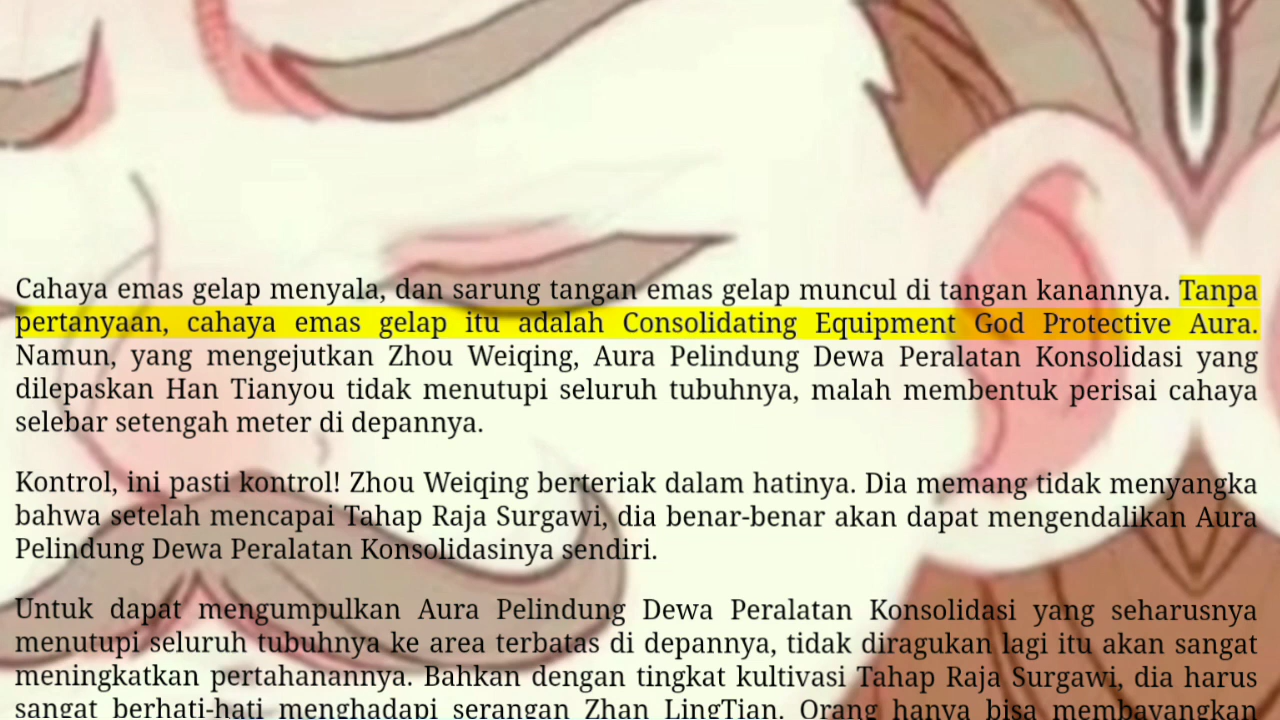 Cahaya emas gelap menyala, dan sarung tangan emas gelap muncul di tangan kanannya. Tanpa
pertanyaan, cahaya emas gelap itu adalah Consolidating Equipment God Protective Aura.
Namun, yang mengejutkan Zhou Weiqing, Aura Pelindung Dewa Peralatan Konsolidasi yang
dilepaskan Han Tianyou tidak menutupi seluruh tubuhnya, malah membentuk perisai cahaya
selebar setengah meter di depannya.
Kontrol, ini pasti kontrol! Zhou Weiqing berteriak dalam hatinya. Dia memang tidak menyangka
bahwa setelah mencapai Tahap Raja Surgawi, dia benar-benar akan dapat mengendalikan Aura
Pelindung Dewa Peralatan Konsolidasinya sendiri.
Untuk dapat mengumpulkan Aura Pelindung Dewa Peralatan Konsolidasi yang seharusnya
menutupi seluruh tubuhnya ke area terbatas di depannya, tidak diragukan lagi itu akan sangat
meningkatkan pertahanannya. Bahkan dengan tingkat kultivasi Tahap Raja Surgawi, dia harus
sangat berhati-hati menghadapi serangan Zhan LingTian. Orang hanya bisa membayangkan